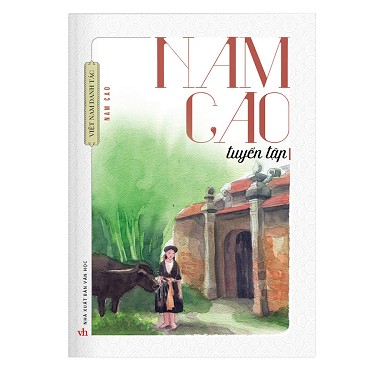 NAM
CAO
tuyển tập
VIỆT NAM DANH TÁC
NAM CAO
NHÀ XUẤT BẢN VĂN HỌC
vh